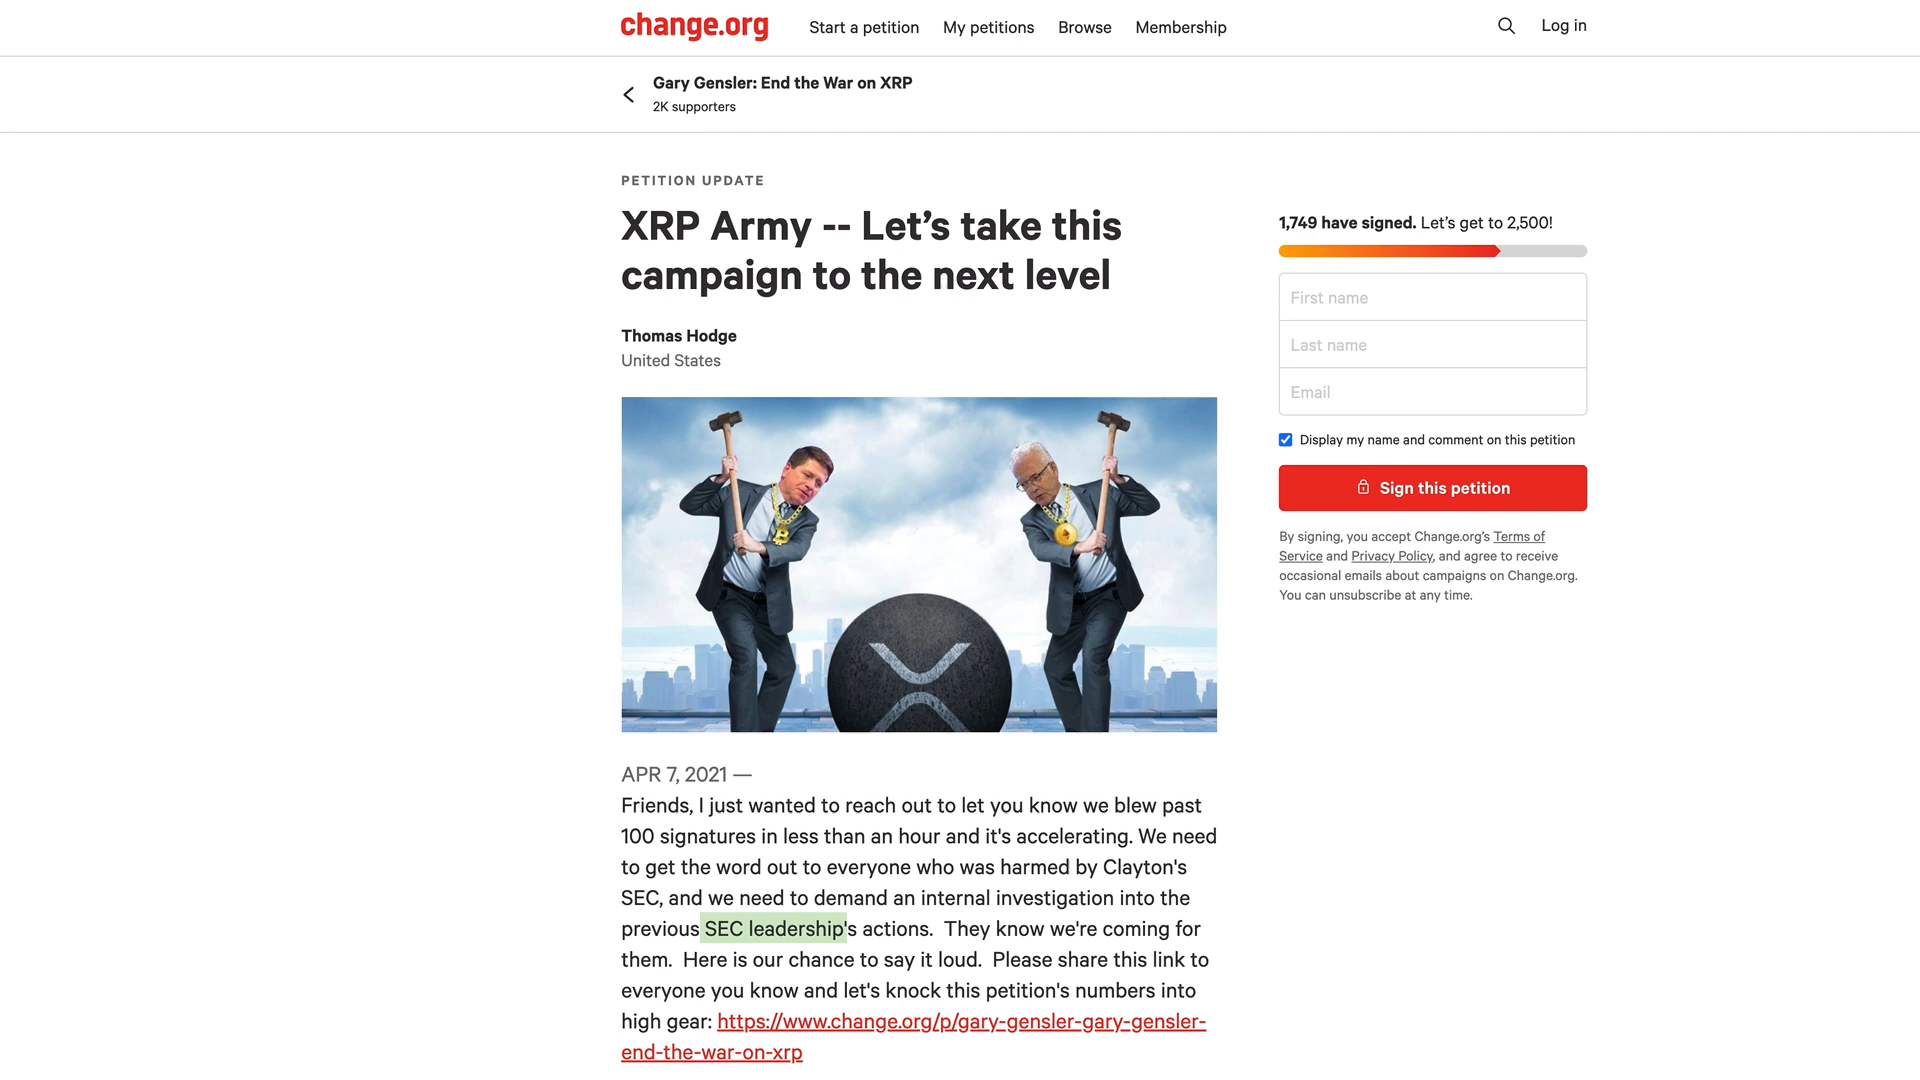 change.org
Start a petition
My petitions
Browse
Membership
Log in
Gary Gensler: End the War on XRP
2K supporters
PETITION UPDATE
XRP Army -- Let’s take this
campaign to the next level
Thomas Hodge
United States
APR 7, 2021 —
Friends, I just wanted to reach out to let you know we blew past
100 signatures in less than an hour and it's accelerating. We need
to get the word out to everyone who was harmed by Clayton's
SEC, and we need to demand an internal investigation into the
previous SEC leadership's actions.  They know we're coming for
them.  Here is our chance to say it loud.  Please share this link to
everyone you know and let's knock this petition's numbers into
high gear: https://www.change.org/p/gary-gensler-gary-gensler-
end-the-war-on-xrp
1,749 have signed. Let’s get to 2,500!
First name
Last name
Email
Display my name and comment on this petition
Sign this petition
By signing, you accept Change.org’s Terms of
Service and Privacy Policy, and agree to receive
occasional emails about campaigns on Change.org.
You can unsubscribe at any time.